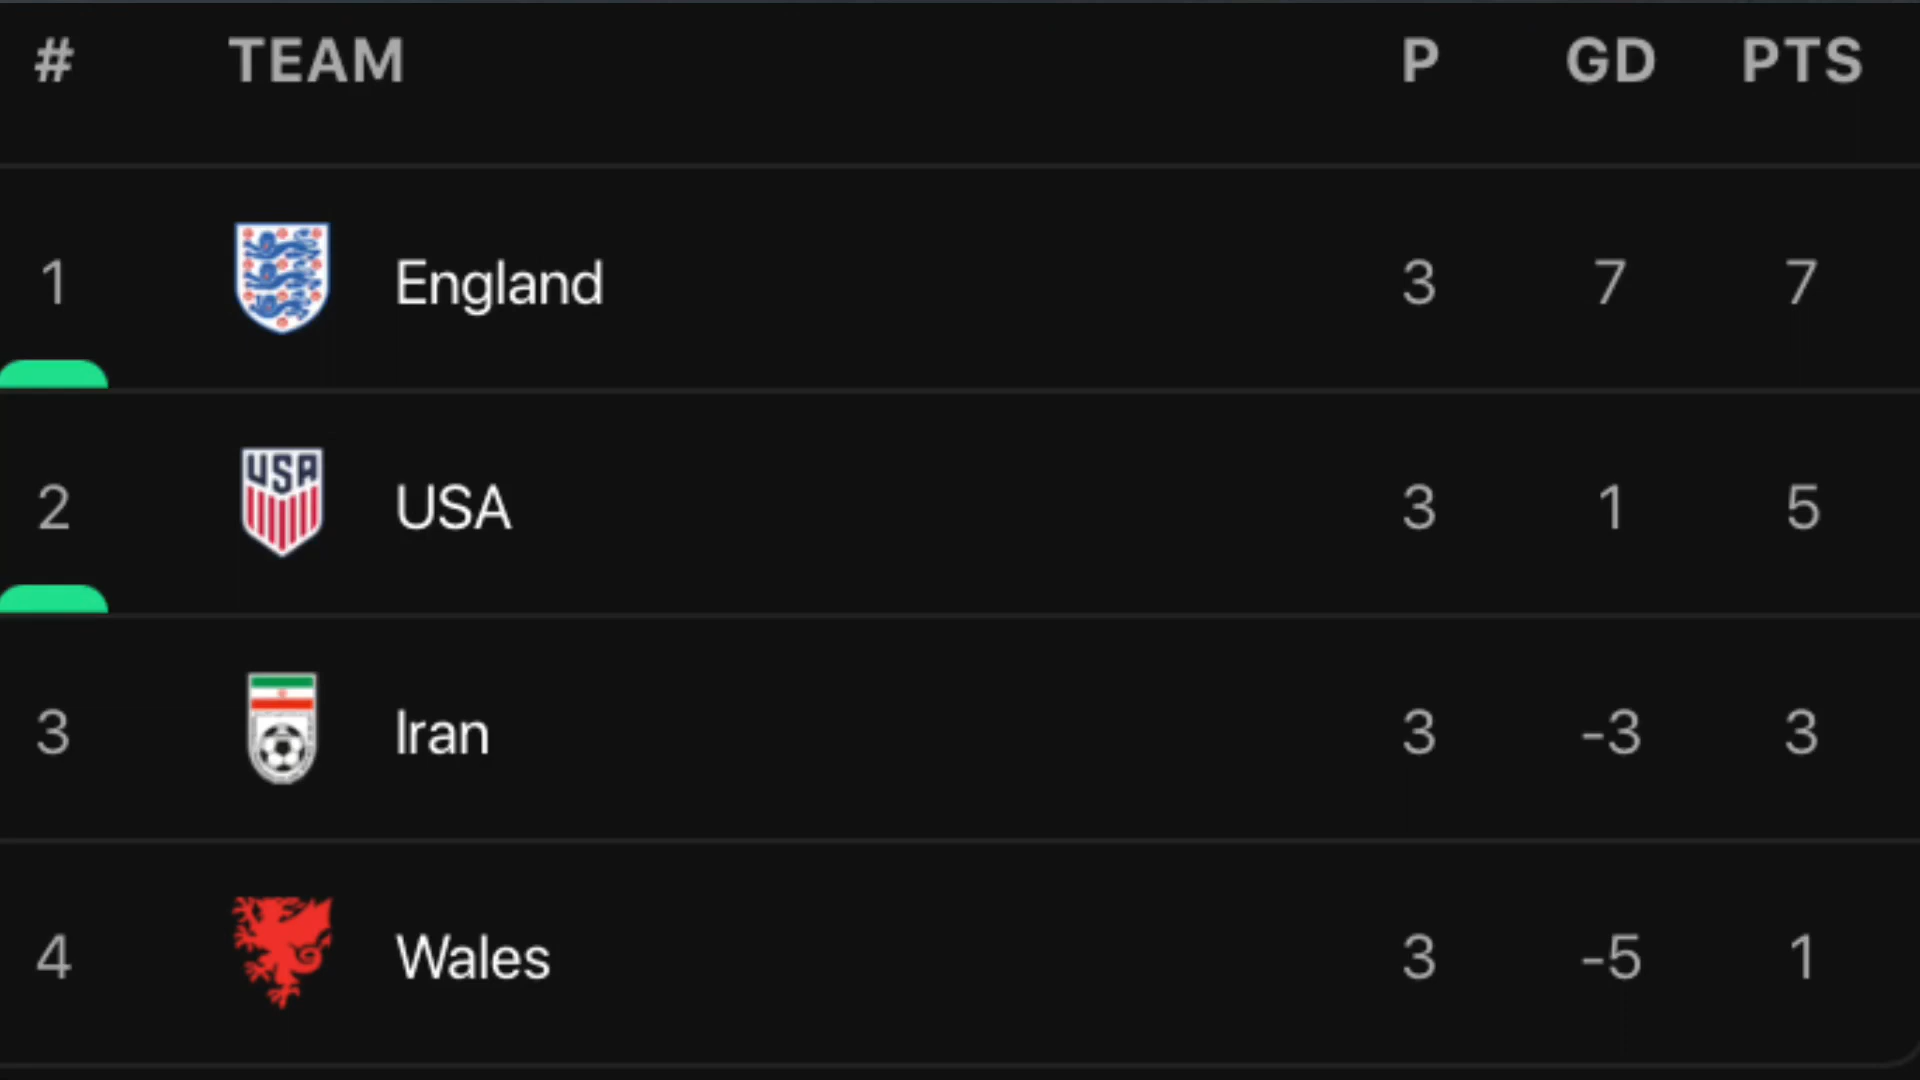 # TEAM P GD PTS
1 England 3 7 7
2 USA USA 3 1 5
3 Iran 3 -3 3
4 Wales 3 -5 1